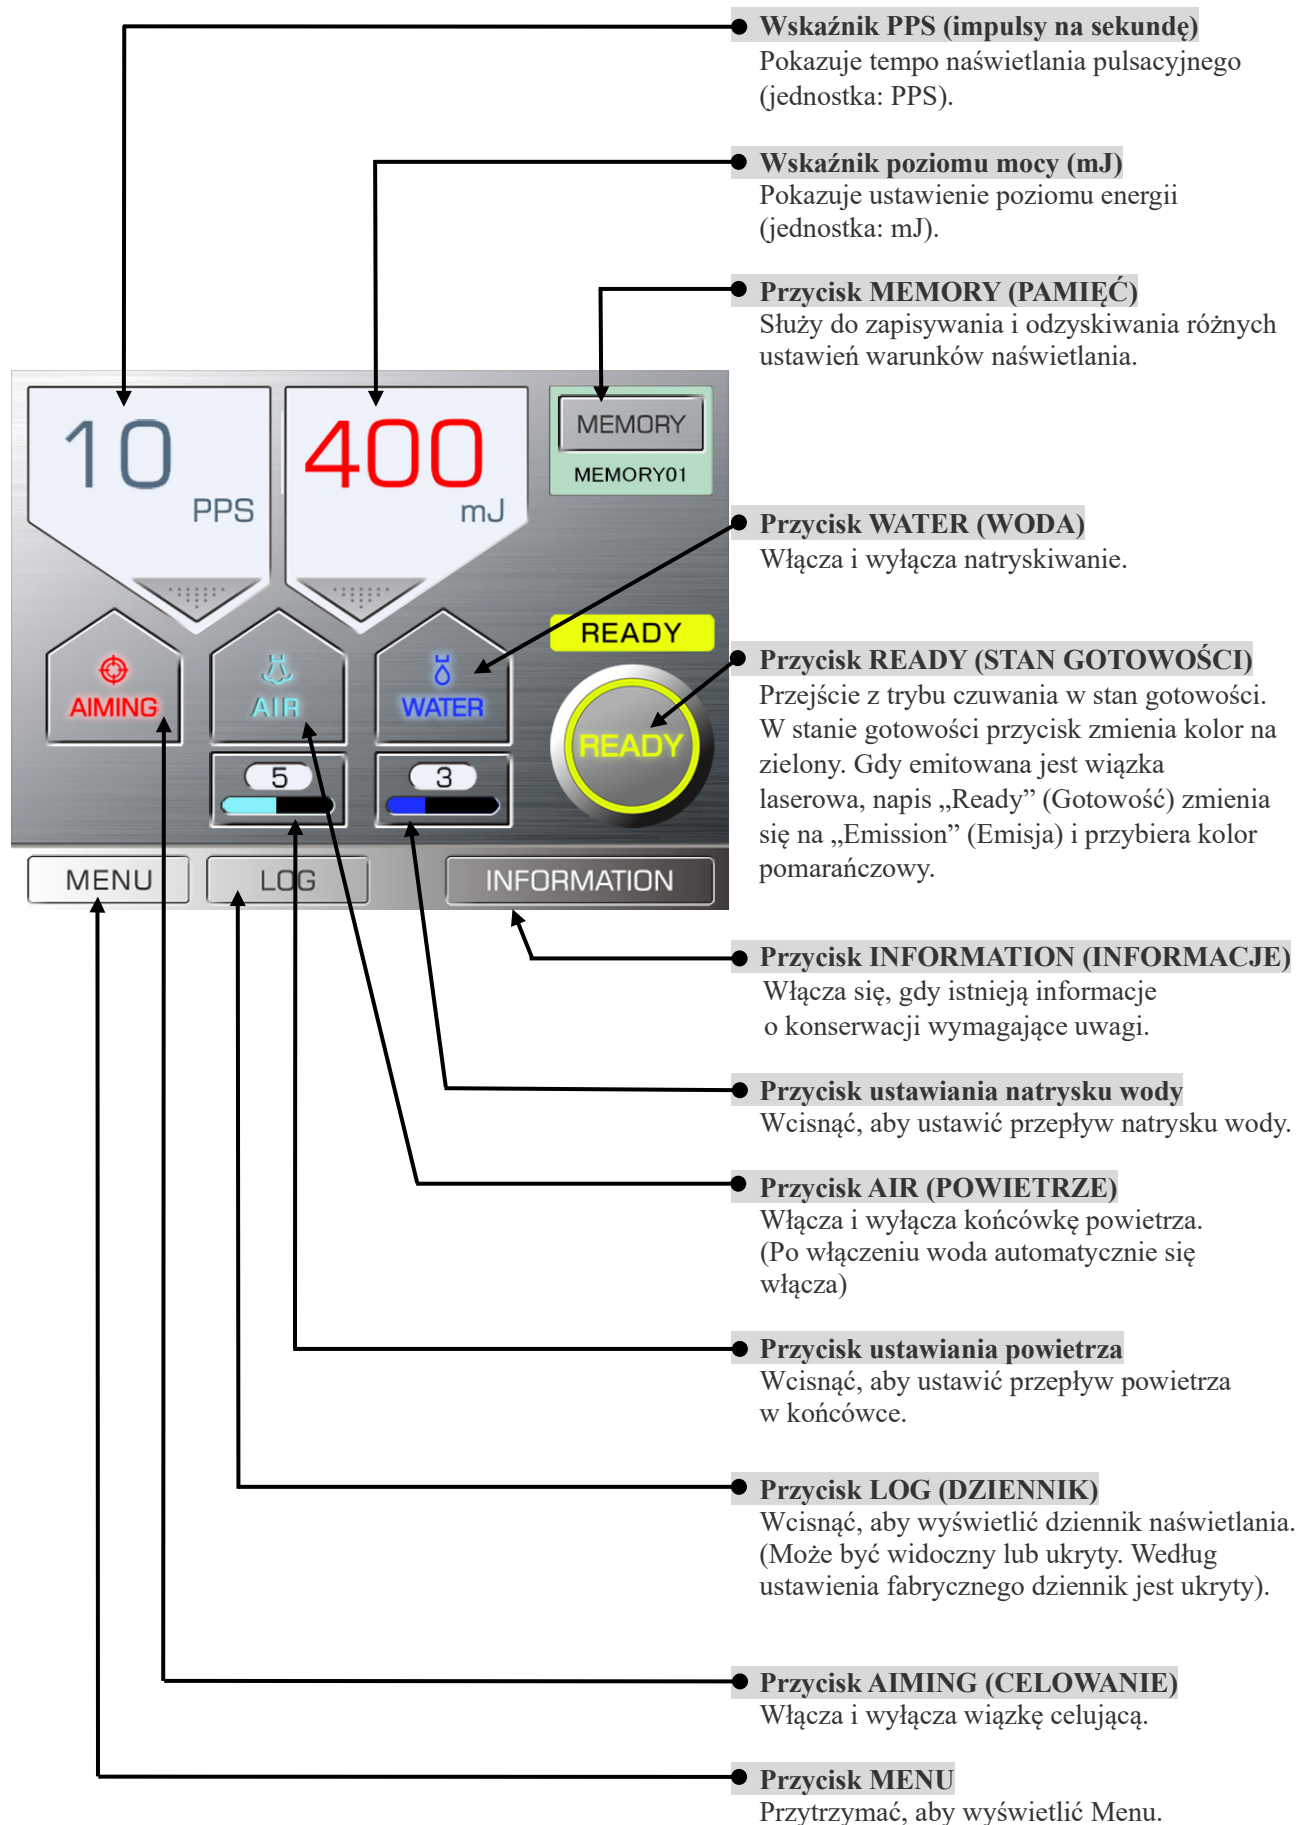 Wskaźnik PPS (impulsy na sekundę)
Pokazuje tempo naświetlania pulsacyjnego
(jednostka: PPS).
Wskaźnik poziomu mocy (mJ)
Pokazuje ustawienie poziomu energii
(jednostka: mJ).
Przycisk MEMORY (PAMIĘĆ)
Służy do zapisywania i odzyskiwania różnych
ustawień warunków naświetlania.
10
PPS
400
mJ
MEMORY
MEMORY01
Przycisk WATER (WODA)
Włącza i wyłącza natryskiwanie.
READY
AIMING
AIR
WATER
READY
5
3
Przycisk READY (STAN GOTOWOŚCI)
Przejście z trybu czuwania w stan gotowości.
W stanie gotowości przycisk zmienia kolor na
zielony. Gdy emitowana jest wiązka
laserowa, napis „Ready” (Gotowość) zmienia
się na „Emission” (Emisja) i przybiera kolor
pomarańczowy.
MENU
LOG
INFORMATION
Przycisk INFORMATION (INFORMACJE)
Włącza się, gdy istnieją informacje
o konserwacji wymagające uwagi.
Przycisk ustawiania natrysku wody
Wcisnąć, aby ustawić przepływ natrysku wody.
Przycisk AIR (POWIETRZE)
Włącza i wyłącza końcówkę powietrza.
(Po włączeniu woda automatycznie się
włącza)
Przycisk ustawiania powietrza
Wcisnąć, aby ustawić przepływ powietrza
w końcówce.
Przycisk LOG (DZIENNIK)
Wcisnąć, aby wyświetlić dziennik naświetlania.
(Może być widoczny lub ukryty. Według
ustawienia fabrycznego dziennik jest ukryty).
Przycisk AIMING (CELOWANIE)
Włącza i wyłącza wiązkę celującą.
Przycisk MENU
Przytrzymać, aby wyświetlić Menu.